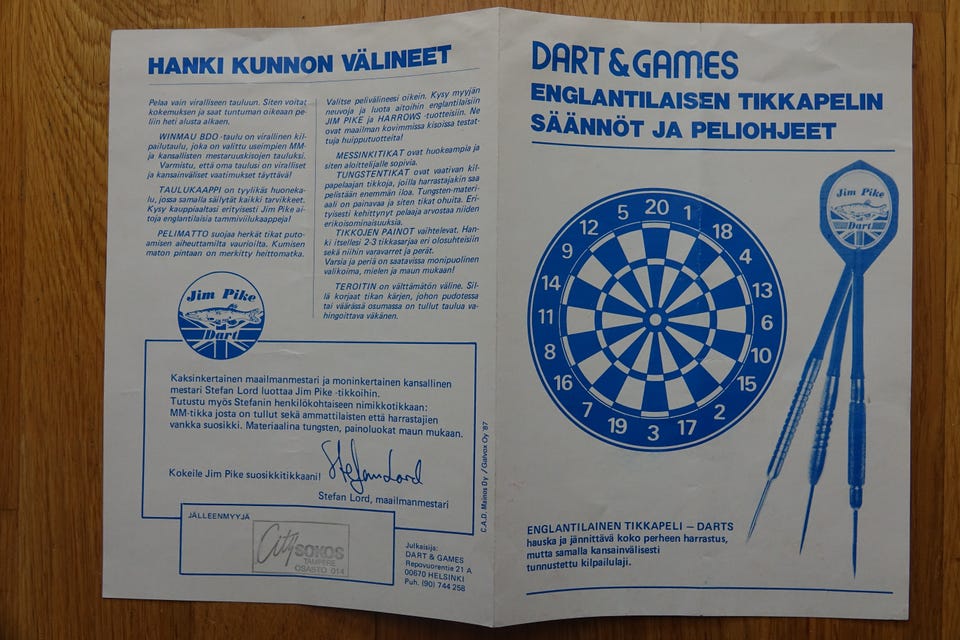 HANKI KUNNON VÄLINEET
Pelaa vain viralliseen tauluun. Siten voitat
kokemuksen ja saat tuntuman oikeaan pe-
liin heti alusta alkaen.
WINMAU BDO -taulu on virallinen kil-
pailutaulu, joka on valittu useimpien MM-
ja kansallisten mestaruuskisojen tauluksi.
Varmistu, että oma taulusi on viralliset
ja kansainväliset vaatimukset täyttävä!
TAULUKAAPPI on tyylikäs huoneka-
lu, jossa samalla säilytät kaikki tarvikkeet.
Kysy kauppialtasi erityisesti Jim Pike ai-
toja englantilaisia tammiviilukaappeja!
PELIMATTO suojaa herkät tikat puto-
amisen aiheuttamilta vaurioilta. Kumisen
maton pintaan on merkitty heittomatka.
Valitse pelivälineesi oikein. Kysy myyjän
neuvoja ja luota aitoihin englantilaisiin
JIM PIKE ja HARROWS -tuotteisiin. Ne
ovat maailman kovimmissa kisoissa testat-
tuja huipputuotteita!
MESSINKITIKAT ovat huokeampia ja
siten aloittelijalle sopivia.
TUNGSTENTIKAT ovat vaativan kil-
papelaajan tikkoja, joilla harrastajakin saa
pelistään enemmän iloa. Tungsten-materi-
aali on painavaa ja siten tikat ohuita. Eri-
tyisesti kehittynyt pelaaja arvostaa niiden
erikoisominaisuuksia.
TIKKOJEN PAINOT vaihtelevat. Han-
ki itsellesi 2-3 tikkasarjaa eri olosuhteisiin
sekä niihin varavarret ja perät.
Varsia ja periä on saatavissa monipuolinen
valikoima, mielen ja maun mukaan!
TEROITIN on välttämätön väline. Sil-
lä korjaat tikan kärjen, johon pudotessa
tai väärässä osumassa on tullut taulua va-
hingoittava väkänen.
Jim Pike
Dart
Kaksinkertainen maailmanmestari ja moninkertainen kansallinen
mestari Stefan Lord luottaa Jim Pike -tikkoihin.
Tutustu myös Stefanin henkilökohtaiseen nimikkotikkaan:
MM-tikka josta on tullut sekä ammattilaisten että harrastajien
vankka suosikki. Materiaalina tungsten, painoluokat maun mukaan.
Kokeile Jim Pike suosikkitikkaani!
Stefan Lord
Stefan Lord, maailmanmestari
JÄLLEENMYYJÄ
City SOKOS
TAMPERE
OSASTO 014
Julkaisija:
DART & GAMES
Repovuorentie 21 A
00670 HELSINKI
Puh. (90) 744 258
C.A.D. Mainos Oy / Galvox Oy '87
DART & GAMES
ENGLANTILAISEN TIKKAPELIN
SÄÄNNÖT JA PELIOHJEET
20 1 18 4 13 6 10 15 2 17 3 19 7 16 8 11 14 9 12 5
Jim Pike
Dart
ENGLANTILAINEN TIKKAPELI – DARTS
hauska ja jännittävä koko perheen harrastus,
mutta samalla kansainvälisesti
tunnustettu kilpailulaji.